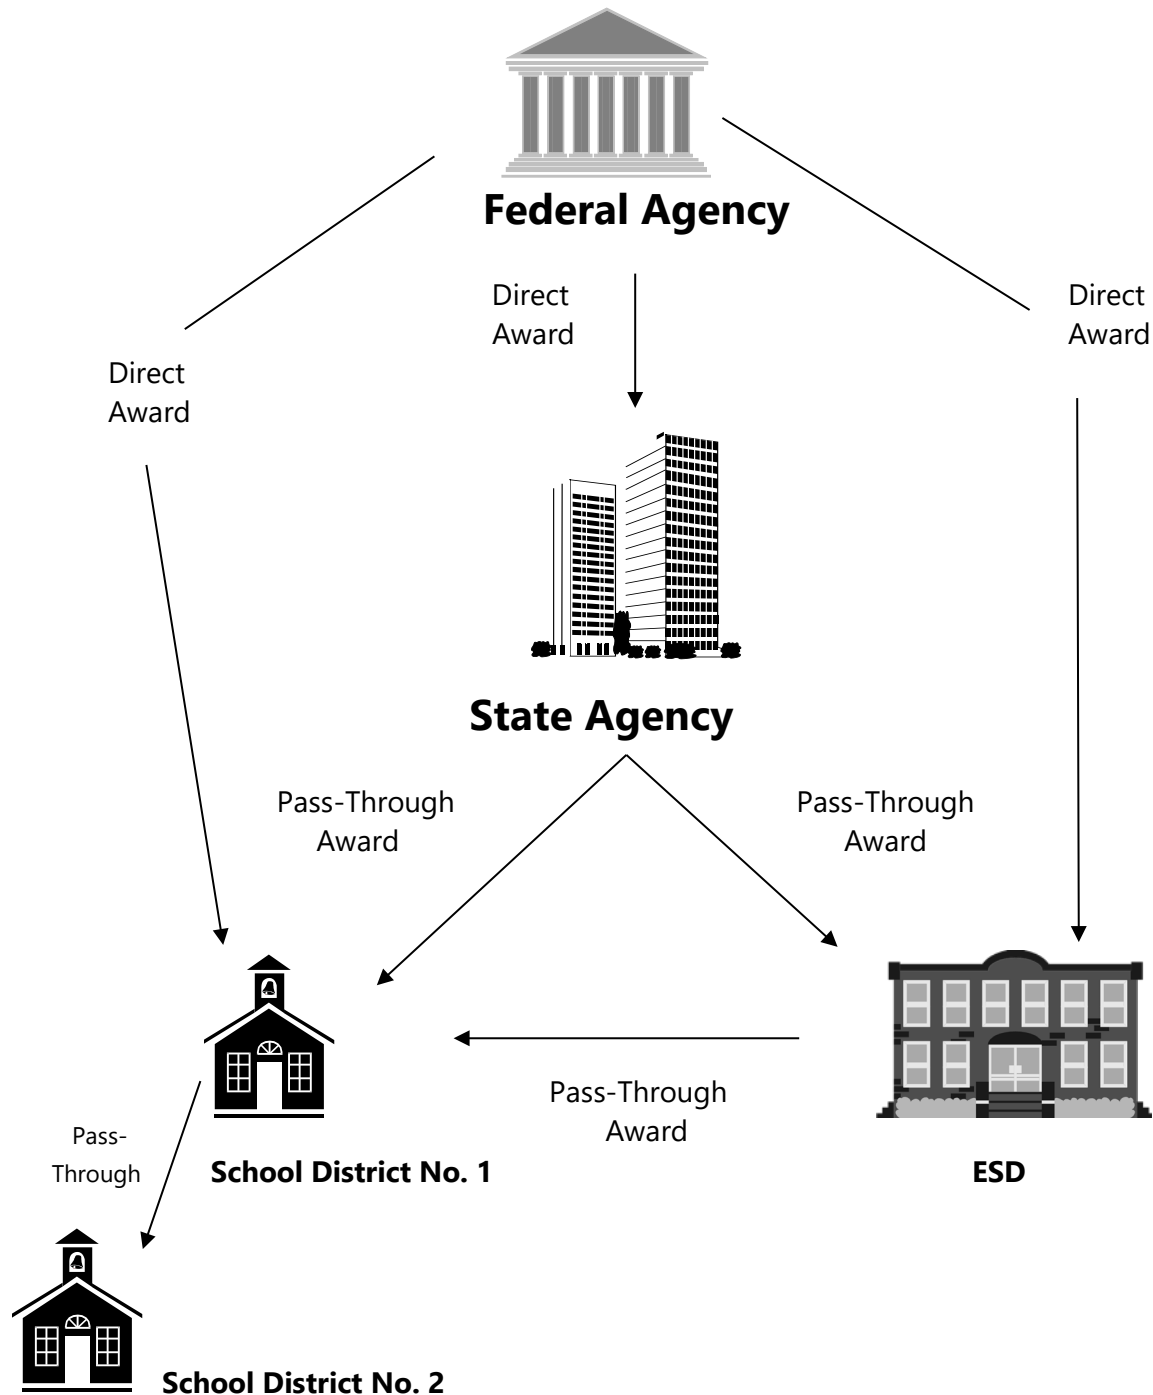 Federal Agency
Direct
Award
Direct
Award
Direct
Award
State Agency
Pass-Through
Award
Pass-Through
Award
Pass-Through
Award
Pass-
Through
School District No. 1
ESD
School District No. 2